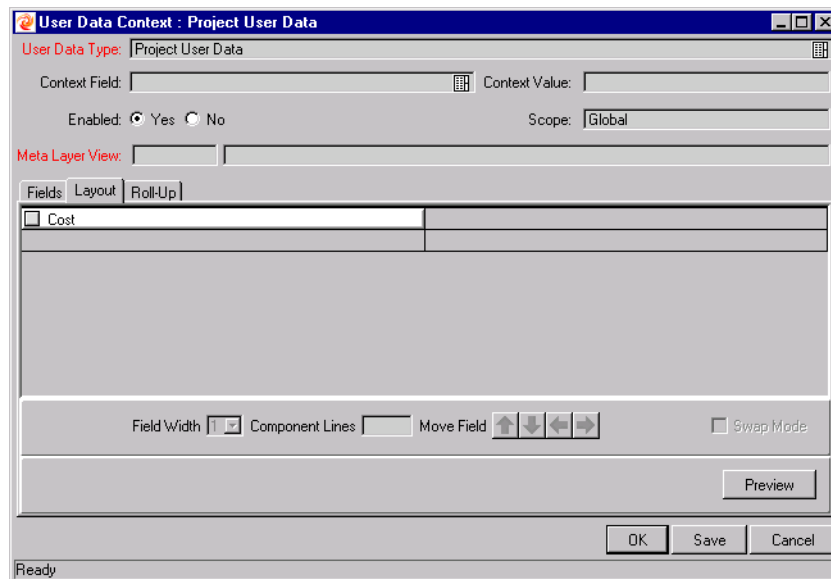 User Data Context : Project User Data
User Data Type: Project User Data
Context Field: Context Value:
Enabled: Yes No Scope: Global
Meta Layer View:
Fields Layout Roll-Up
Cost
Field Width 1 Component Lines Move Field Swap Mode
Preview
OK Save Cancel
Ready